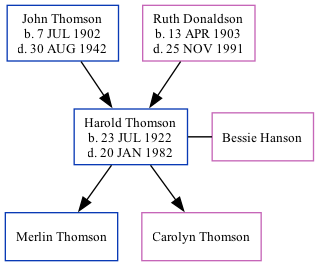 John Thomson
b. 7 JUL 1902
d. 30 AUG 1942
Ruth Donaldson
b. 13 APR 1903
d. 25 NOV 1991
Harold Thomson
b. 23 JUL 1922
d. 20 JAN 1982
Bessie Hanson
Merlin Thomson
Carolyn Thomson